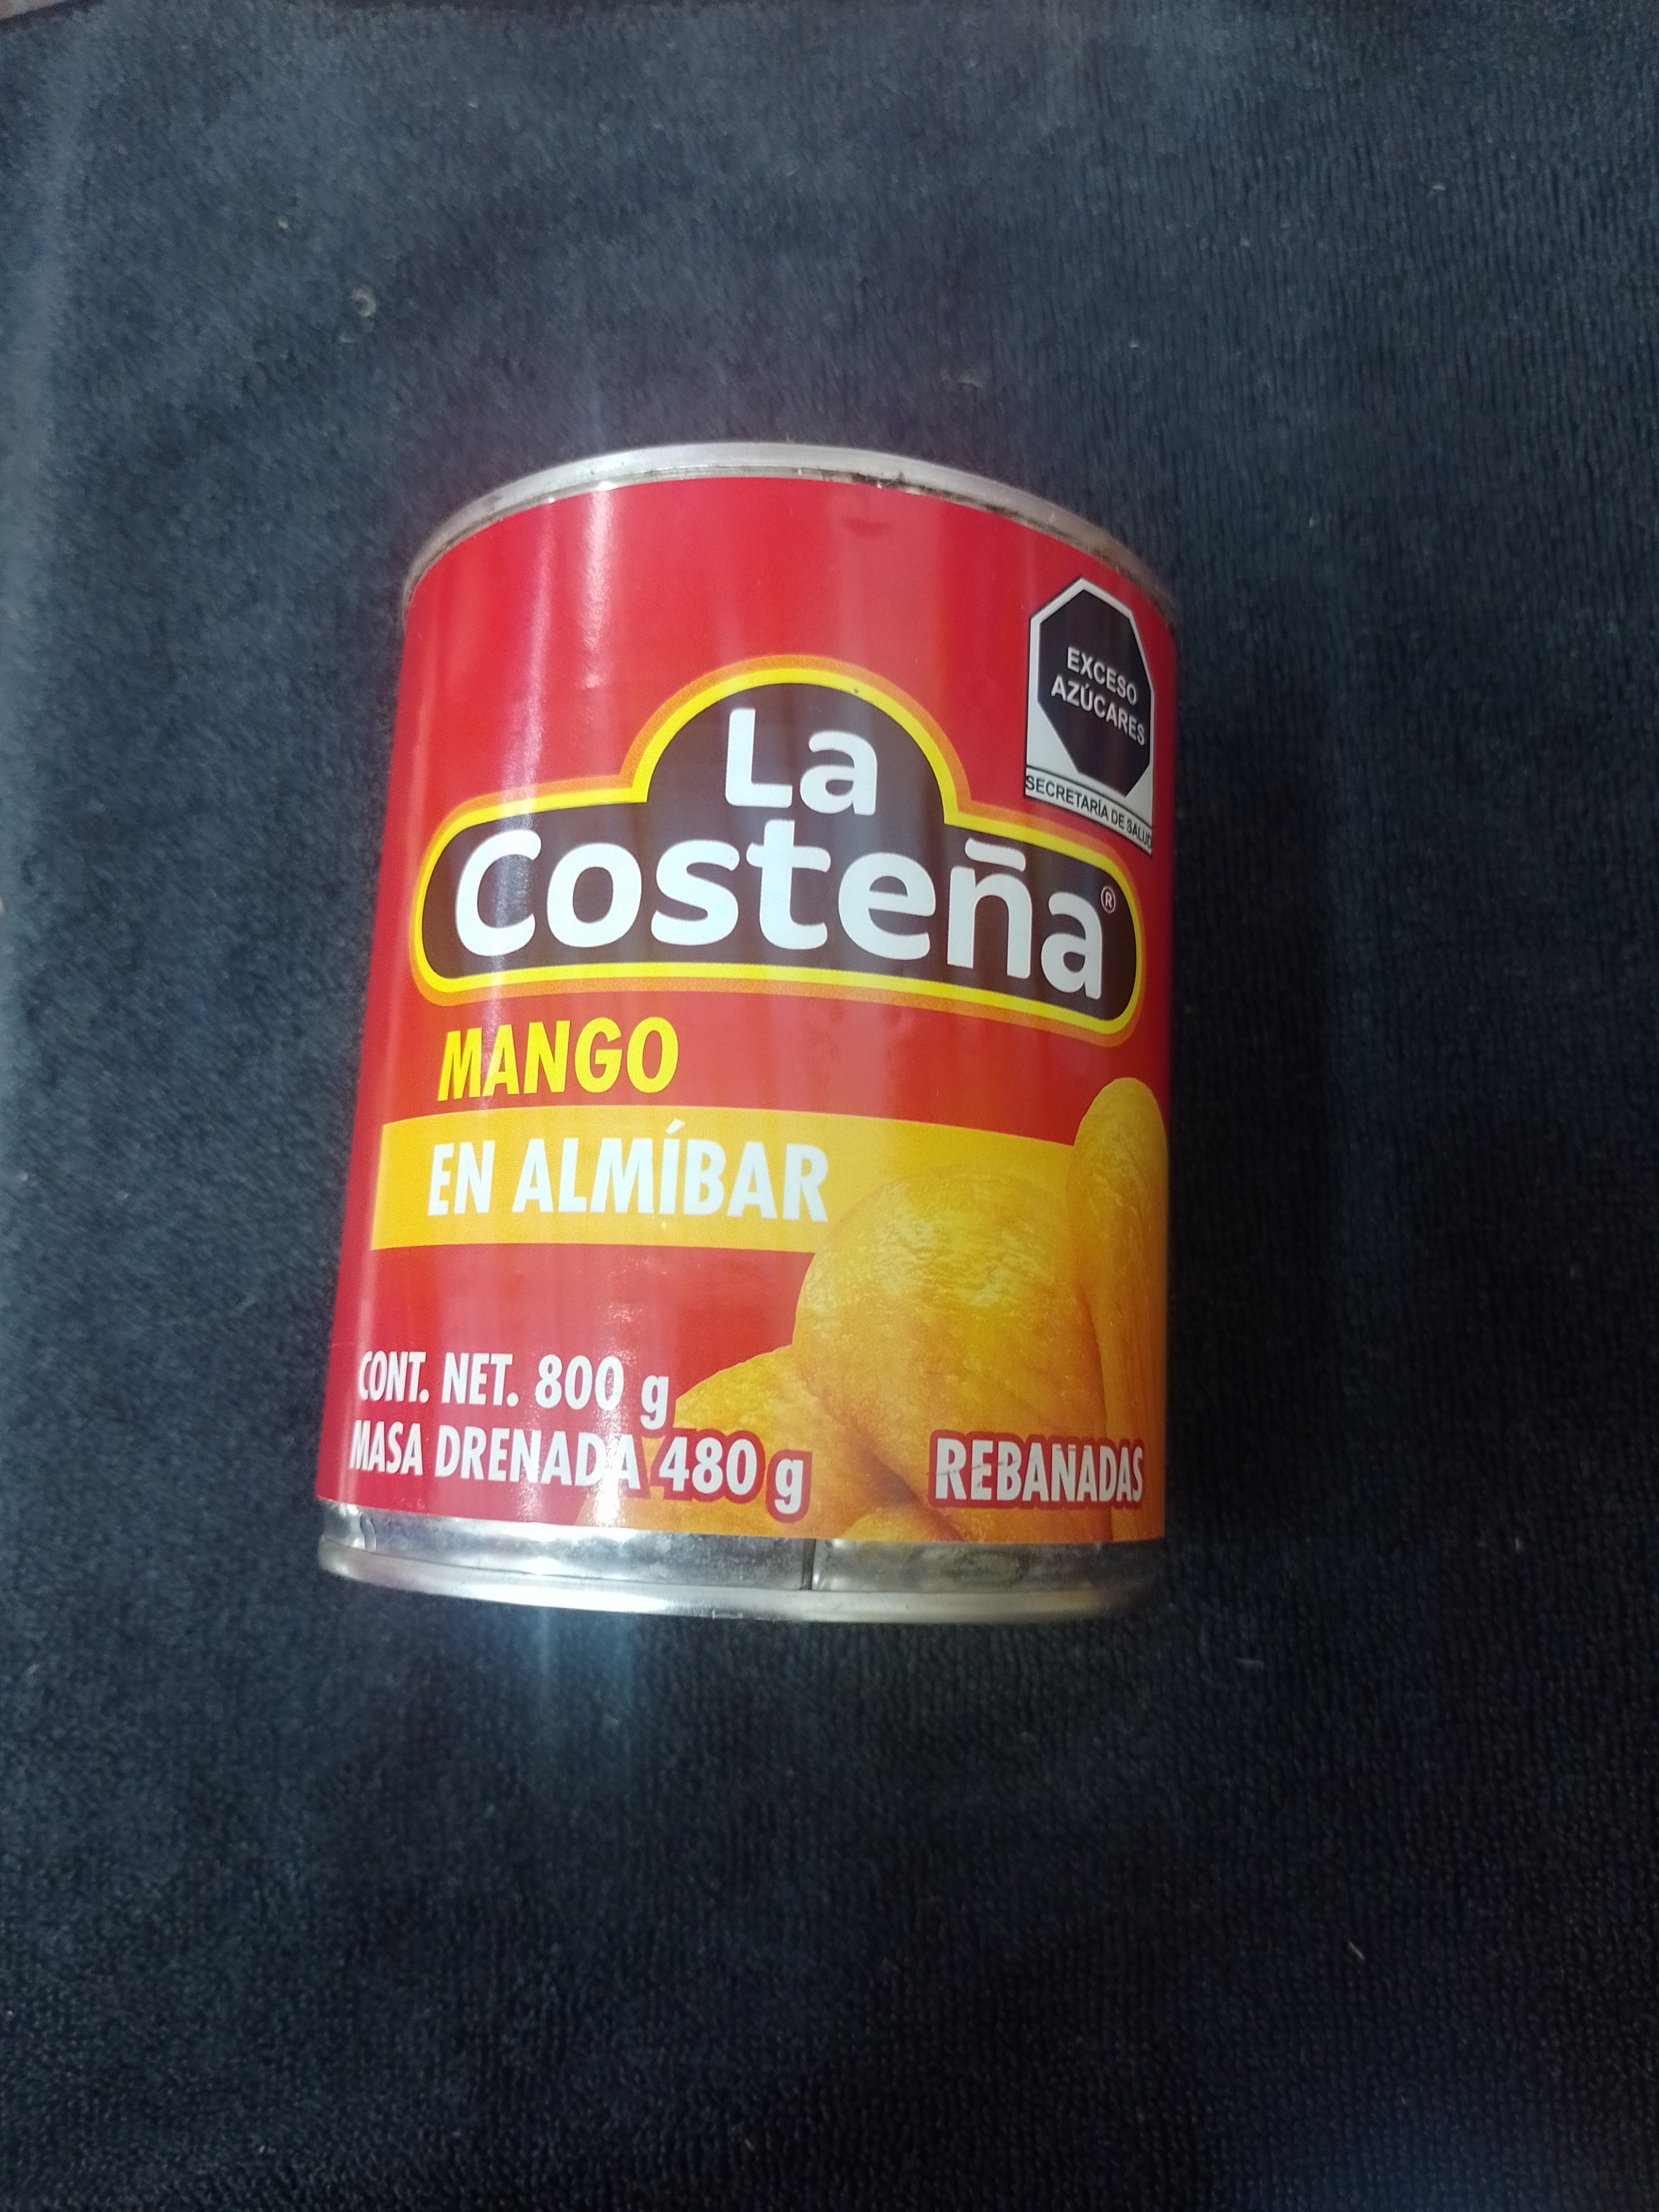 EXCESO
AZÚCARES
SECRETARÍA DE SALUD
La
Costeña®
MANGO
EN ALMÍBAR
CONT. NET. 800 g
MASA DRENADA 480 g
REBANADAS